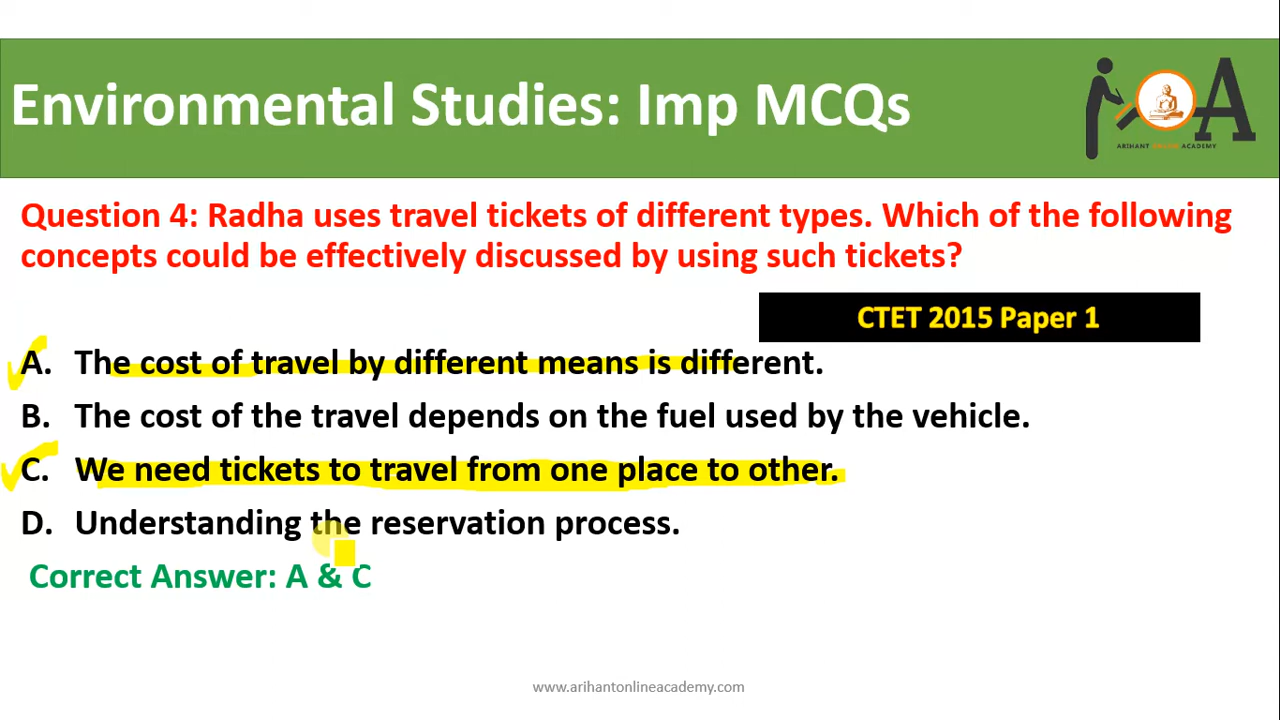 Environmental Studies: Imp MCQs
ARIHANT ONLINE ACADEMY
Question 4: Radha uses travel tickets of different types. Which of the following
concepts could be effectively discussed by using such tickets?
CTET 2015 Paper 1
A. The cost of travel by different means is different.
B. The cost of the travel depends on the fuel used by the vehicle.
C. We need tickets to travel from one place to other.
D. Understanding the reservation process.
Correct Answer: A & C
www.arihantonlineacademy.com